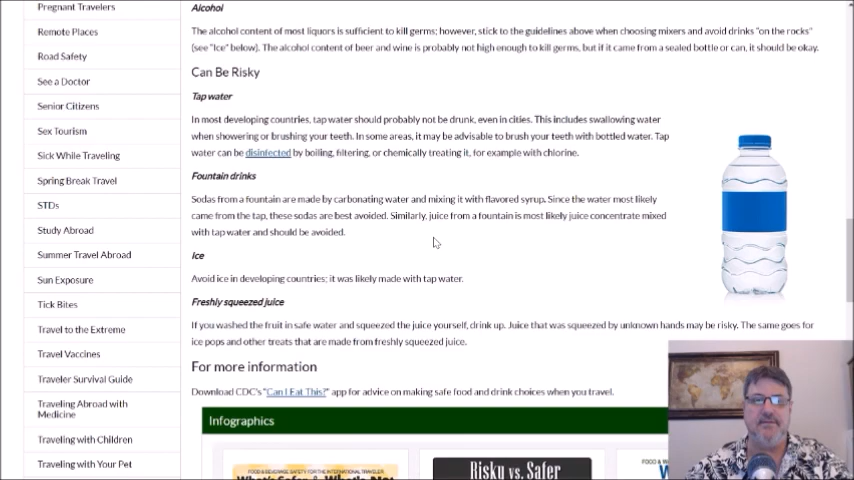 Pregnant Travelers
Remote Places
Road Safety
See a Doctor
Senior Citizens
Sex Tourism
Sick While Traveling
Spring Break Travel
STDs
Study Abroad
Summer Travel Abroad
Sun Exposure
Tick Bites
Travel to the Extreme
Travel Vaccines
Traveler Survival Guide
Traveling Abroad with
Medicine
Traveling with Children
Traveling with Your Pet
Alcohol
The alcohol content of most liquors is sufficient to kill germs; however, stick to the guidelines above when choosing mixers and avoid drinks "on the rocks"
(see "Ice" below). The alcohol content of beer and wine is probably not high enough to kill germs, but if it came from a sealed bottle or can, it should be okay.
Can Be Risky
Tap water
In most developing countries, tap water should probably not be drunk, even in cities. This includes swallowing water
when showering or brushing your teeth. In some areas, it may be advisable to brush your teeth with bottled water. Tap
water can be disinfected by boiling, filtering, or chemically treating it, for example with chlorine.
Fountain drinks
Sodas from a fountain are made by carbonating water and mixing it with flavored syrup. Since the water most likely
came from the tap, these sodas are best avoided. Similarly, juice from a fountain is most likely juice concentrate mixed
with tap water and should be avoided.
Ice
Avoid ice in developing countries; it was likely made with tap water.
Freshly squeezed juice
If you washed the fruit in safe water and squeezed the juice yourself, drink up. Juice that was squeezed by unknown hands may be risky. The same goes for
ice pops and other treats that are made from freshly squeezed juice.
For more information
Download CDC's "Can I Eat This?" app for advice on making safe food and drink choices when you travel.
Infographics
FOOD & BEVERAGE SAFETY FOR THE INTERNATIONAL TRAVELER
What's Safer & What's Not
Risky vs. Safer
FOOD & W